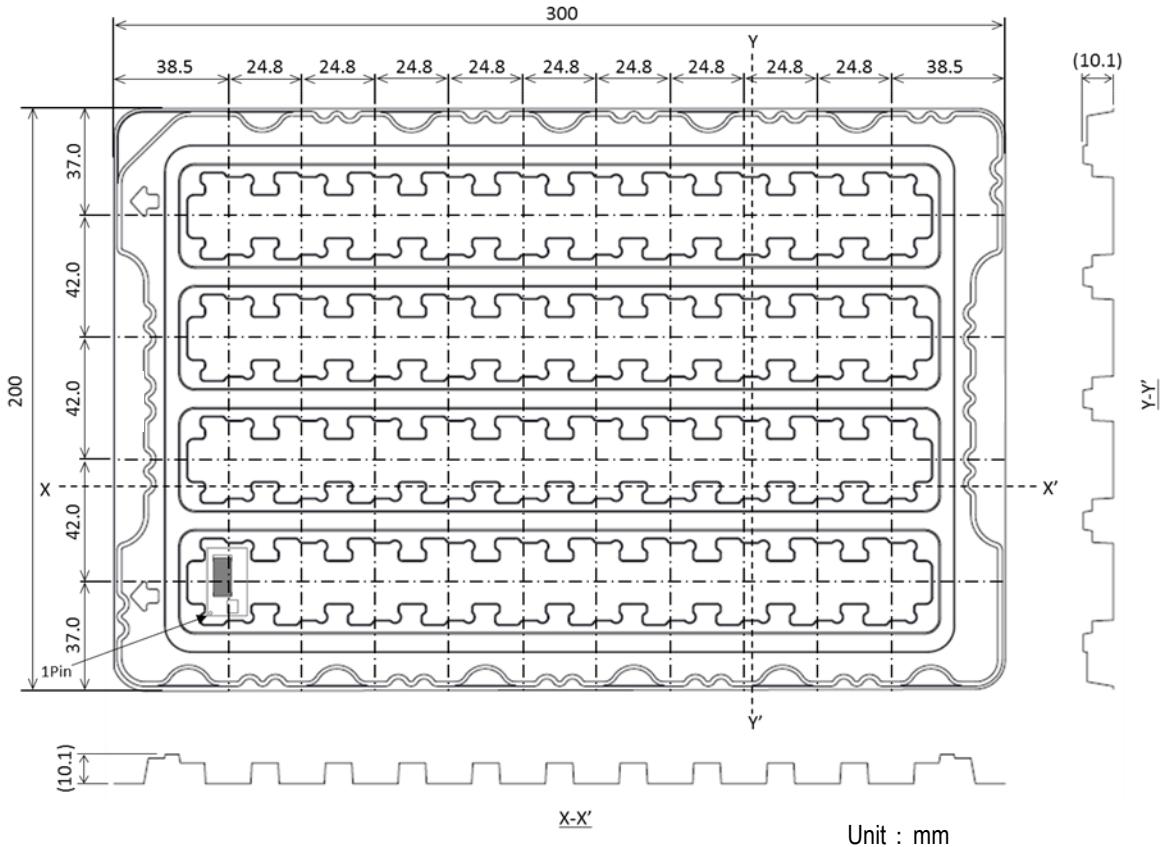 300
Y
38.5 24.8 24.8 24.8 24.8 24.8 24.8 24.8 24.8 24.8 38.5
(10.1)
37.0
42.0
200
42.0
Y-Y'
X
X'
42.0
37.0
1Pin
Y'
(10.1)
X-X'
Unit : mm